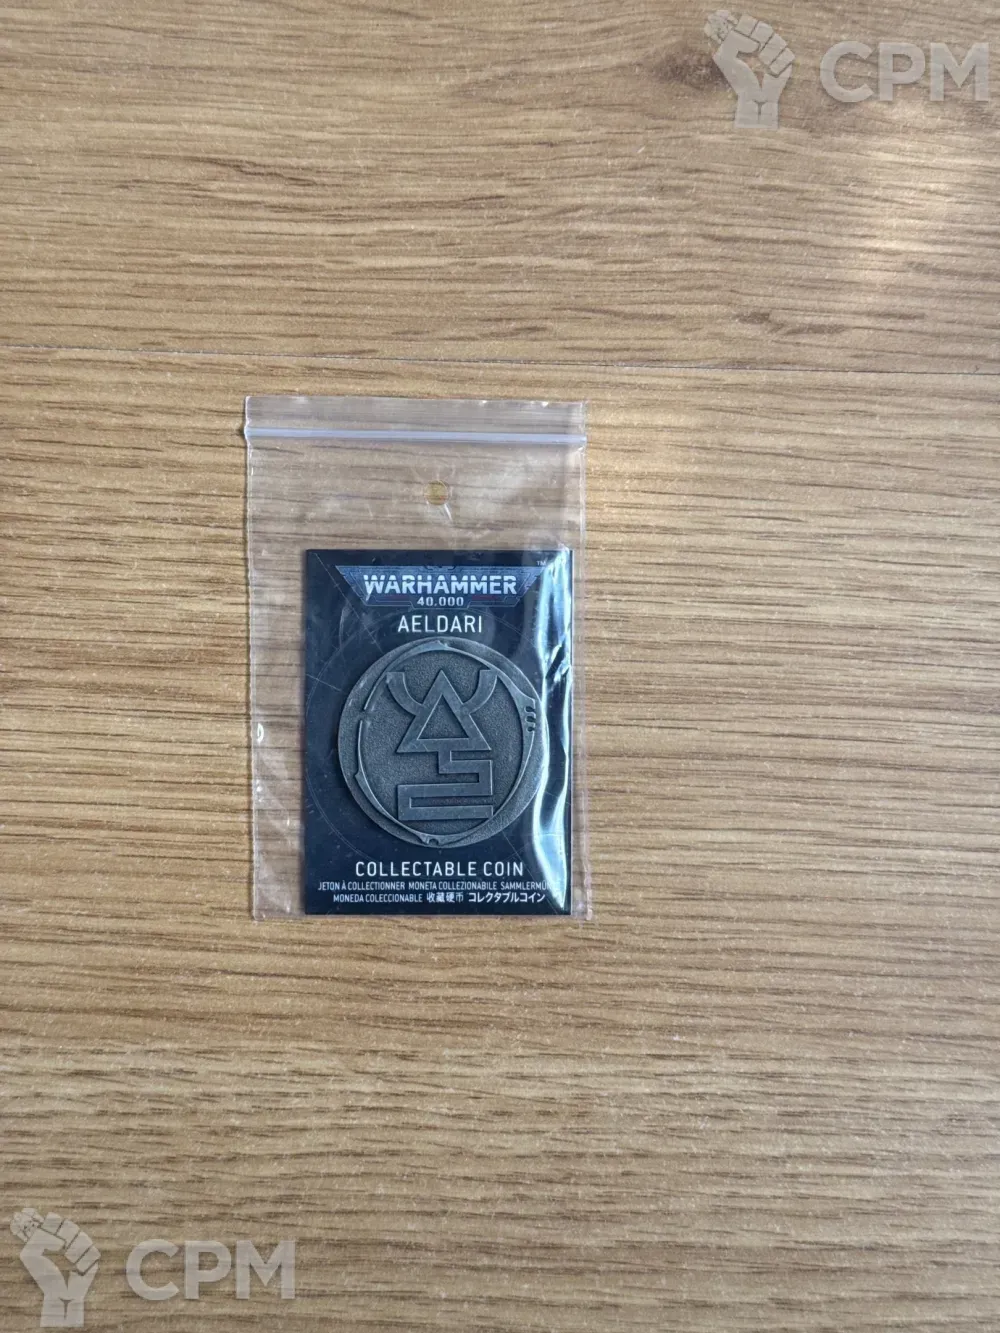 CPM
WARHAMMER
TM
40,000
AELDARI
COLLECTABLE COIN
JETON À COLLECTIONNER MONETA COLLEZIONABILE
MONEDA COLECCIONABLE 收藏硬币 コレクタブルコイン
CPM